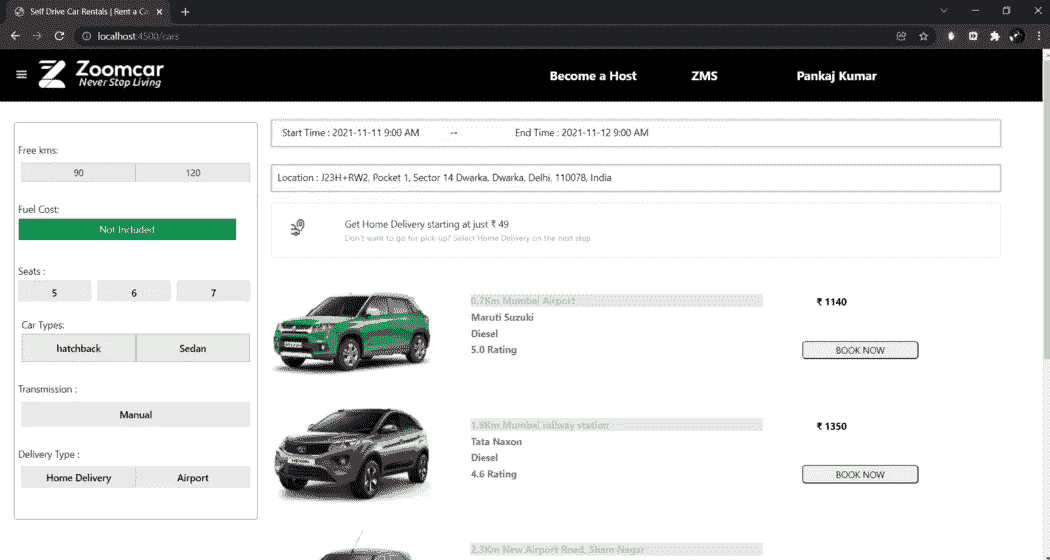 Self Drive Car Rentals | Rent a Ca
localhost:4500/cars
Zoomcar
Never Stop Living
Become a Host
ZMS
Pankaj Kumar
Free kms:
90
120
Fuel Cost:
Not Included
Seats :
5
6
7
Car Types:
hatchback
Sedan
Transmission :
Manual
Delivery Type :
Home Delivery
Airport
Start Time : 2021-11-11 9:00 AM → End Time : 2021-11-12 9:00 AM
Location : J23H+RW2, Pocket 1, Sector 14 Dwarka, Dwarka, Delhi, 110078, India
Get Home Delivery starting at just ₹ 49
Don't want to go for pick-up? Select Home Delivery on the next step
Mumbai Airport
₹ 1140
Maruti Suzuki
Diesel
5.0 Rating
BOOK NOW
1.9Km Mumbai railway station
₹ 1350
Tata Naxon
Diesel
4.6 Rating
BOOK NOW
2.3Km New Airport Road, Sham Nagar